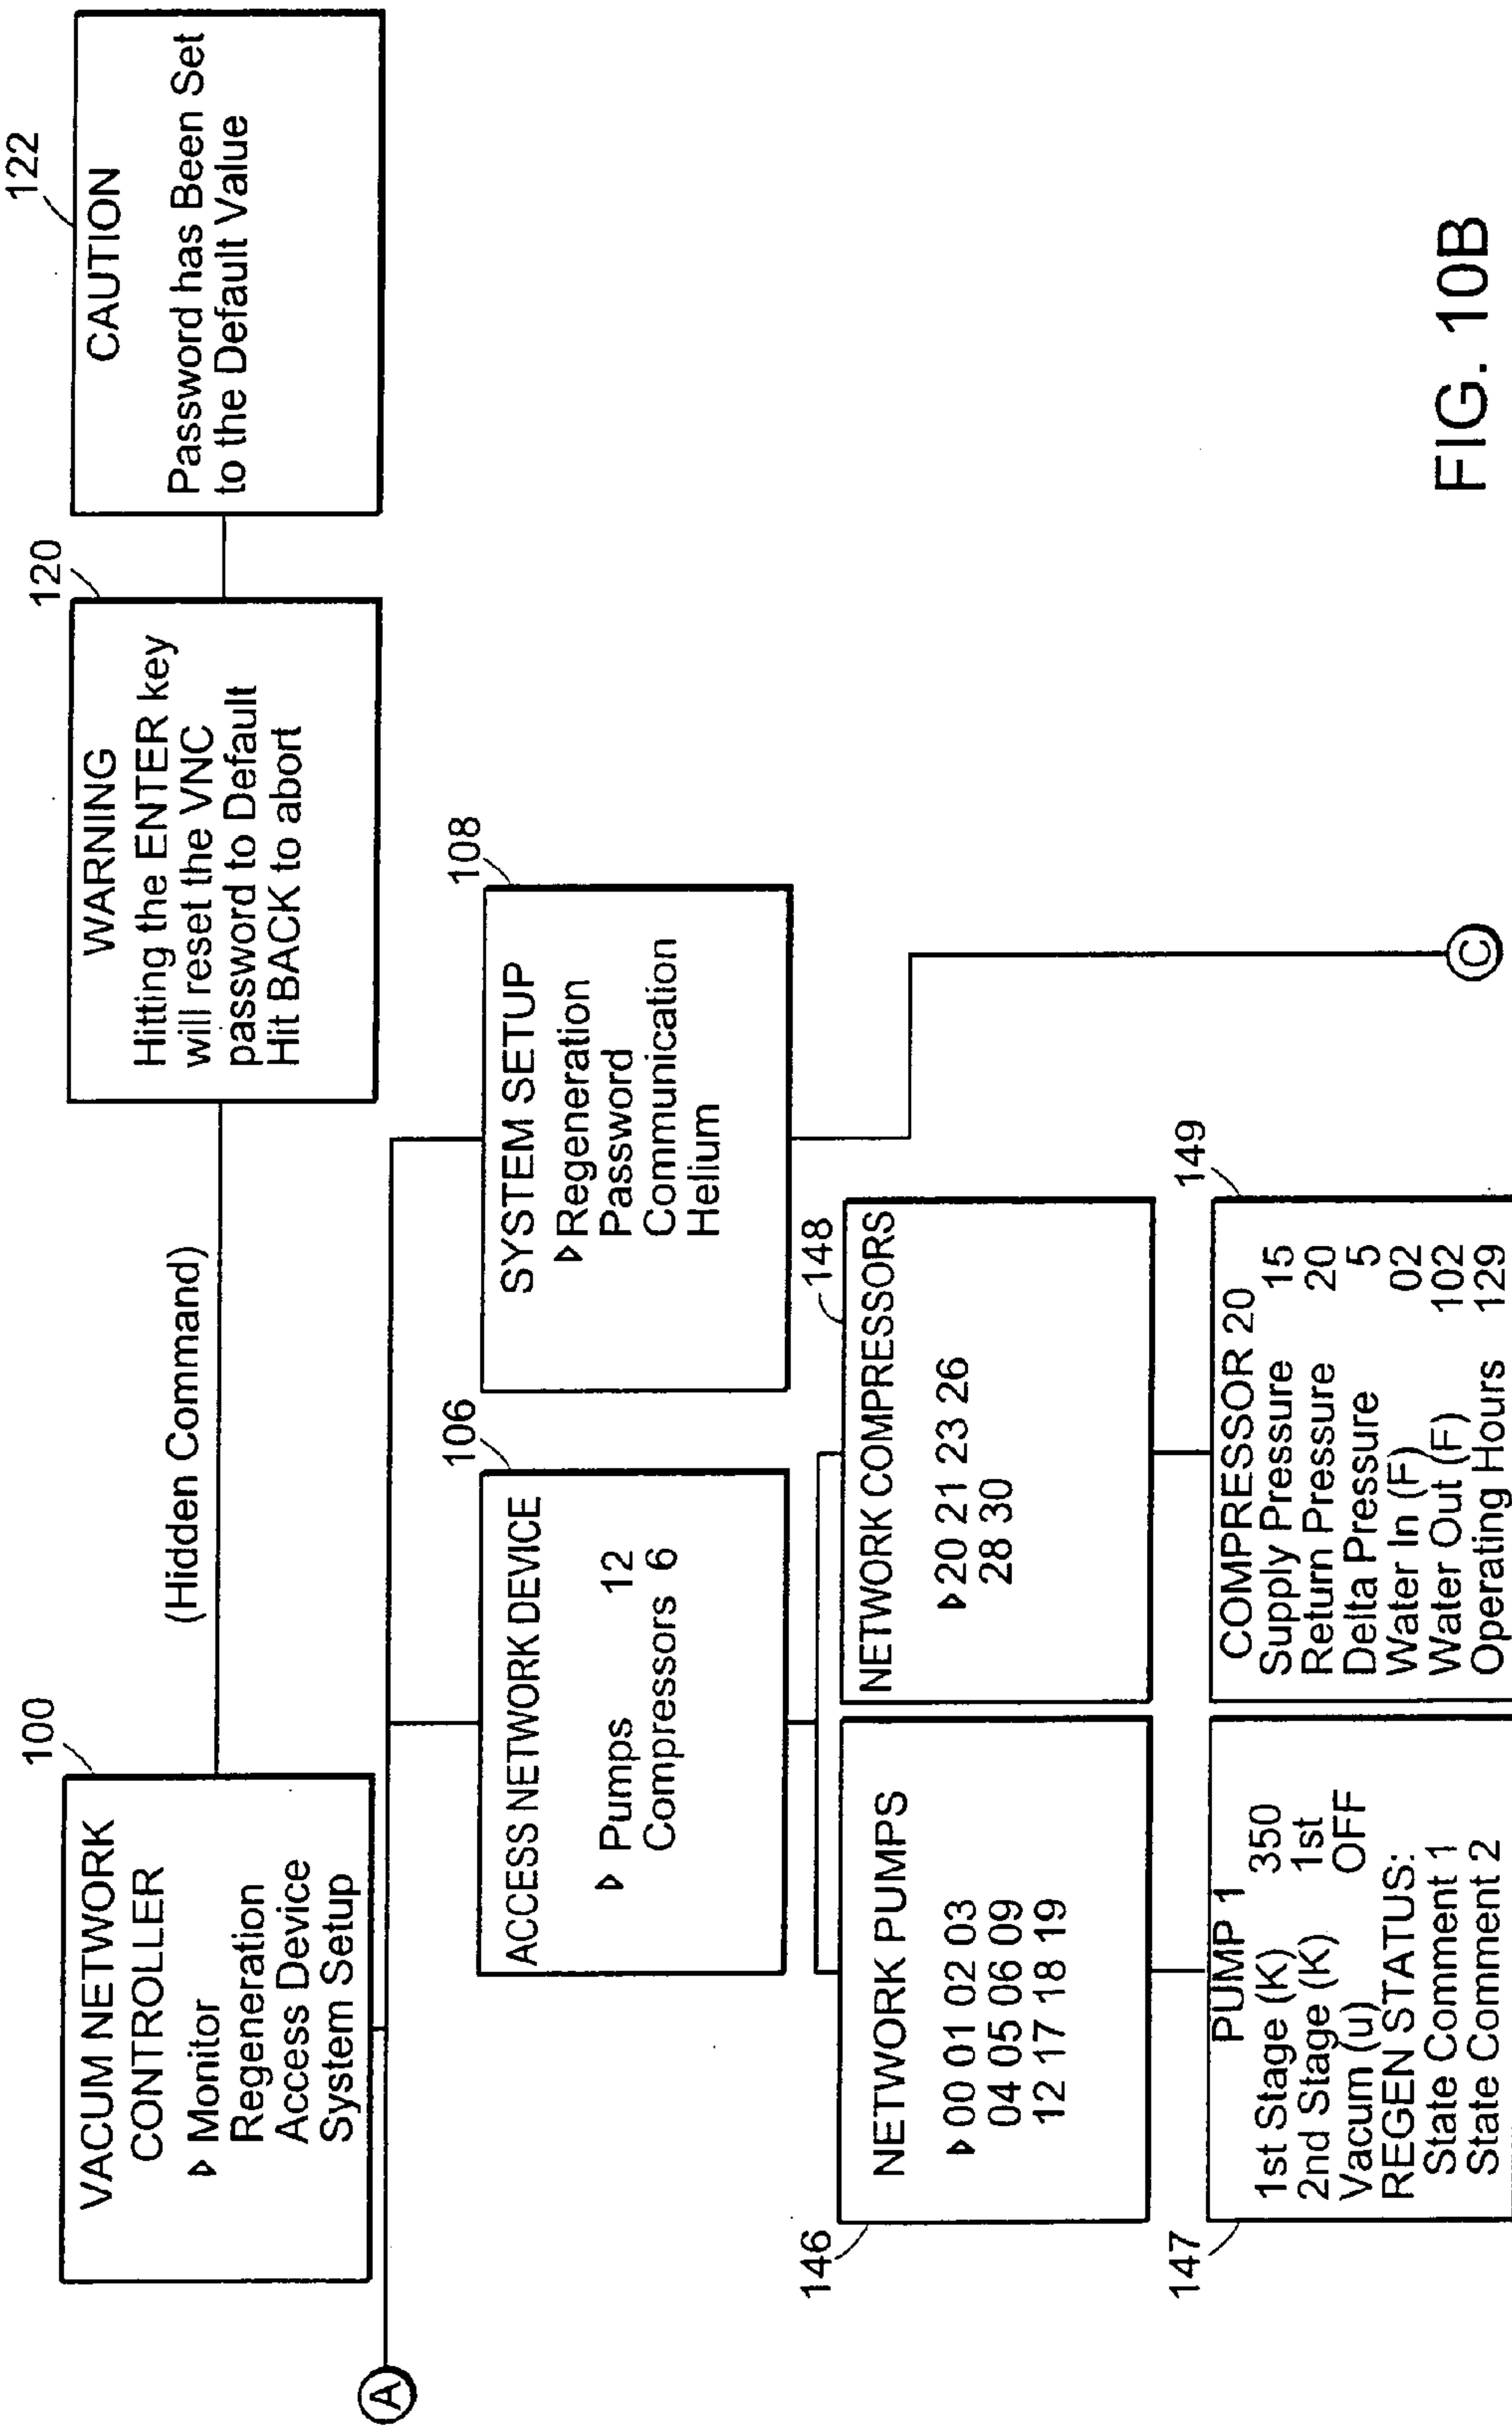 100
VACUM NETWORK
CONTROLLER
▹ Monitor
Regeneration
Access Device
System Setup
(Hidden Command)
120
WARNING
Hitting the ENTER key
will reset the VNC
password to Default
Hit BACK to abort
122
CAUTION
Password has Been Set
to the Default Value
A
106
ACCESS NETWORK DEVICE
▹ Pumps 12
Compressors 6
108
SYSTEM SETUP
▹ Regeneration
Password
Communication
Helium
146
NETWORK PUMPS
▹ 00 01 02 03
04 05 06 09
12 17 18 19
148
NETWORK COMPRESSORS
▹ 20 21 23 26
28 30
C
147
PUMP 1
1st Stage (K) 350
2nd Stage (K) 1st
Vacum (u) OFF
REGEN STATUS:
State Comment 1
State Comment 2
149
COMPRESSOR 20
Supply Pressure 15
Return Pressure 20
Delta Pressure 5
Water In (F) 02
Water Out (F) 102
Operating Hours 129
FIG. 10B